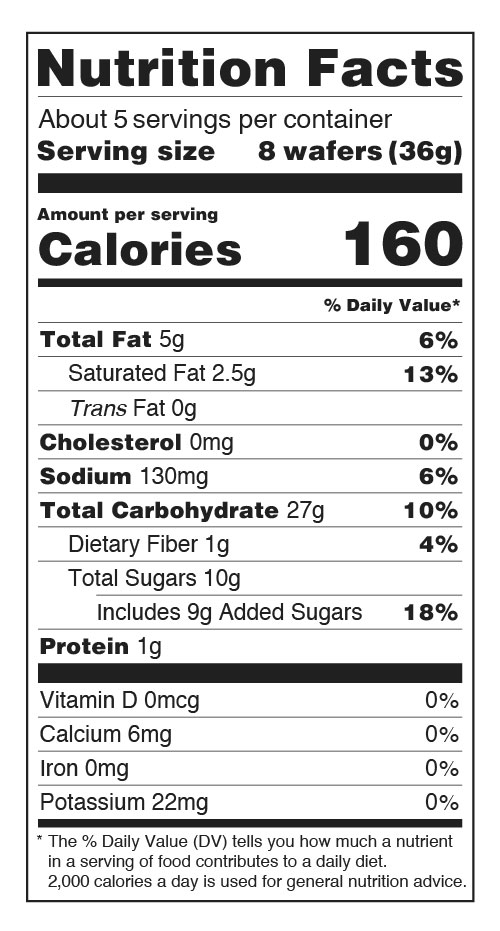 Nutrition Facts
About 5 servings per container
Serving size 8 wafers (36g)
Amount per serving
Calories 160
% Daily Value*
Total Fat 5g 6%
Saturated Fat 2.5g 13%
Trans Fat 0g
Cholesterol 0mg 0%
Sodium 130mg 6%
Total Carbohydrate 27g 10%
Dietary Fiber 1g 4%
Total Sugars 10g
Includes 9g Added Sugars 18%
Protein 1g
Vitamin D 0mcg 0%
Calcium 6mg 0%
Iron 0mg 0%
Potassium 22mg 0%
* The % Daily Value (DV) tells you how much a nutrient
in a serving of food contributes to a daily diet.
2,000 calories a day is used for general nutrition advice.